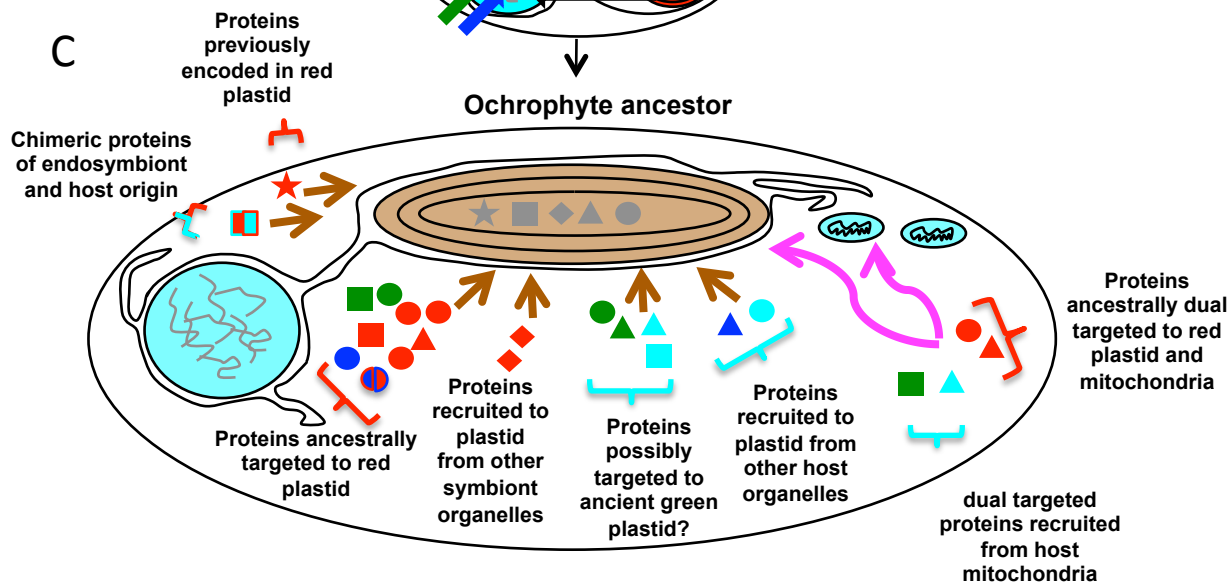 C
Proteins
previously
encoded in red
plastid
Ochrophyte ancestor
Chimeric proteins
of endosymbiont
and host origin
Proteins ancestrally
targeted to red
plastid
Proteins
recruited to
plastid
from other
symbiont
organelles
Proteins
possibly
targeted to
ancient green
plastid?
Proteins
recruited to
plastid from
other host
organelles
Proteins
ancestrally dual
targeted to red
plastid and
mitochondria
dual targeted
proteins recruited
from host
mitochondria